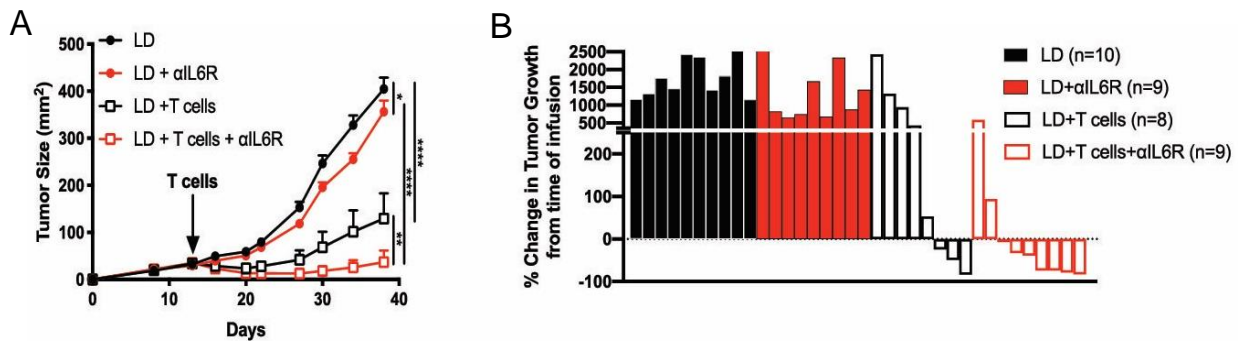 A
500
400
300
200
100
0
0
10
20
30
40
Tumor Size (mm²)
Days
LD
LD + αIL6R
LD +T cells
LD + T cells + αIL6R
T cells
*
****
****
**
B
% Change in Tumor Growth
from time of infusion
2500
2000
1500
1000
500
200
100
0
-100
LD (n=10)
LD+αIL6R (n=9)
LD+T cells (n=8)
LD+T cells+αIL6R (n=9)